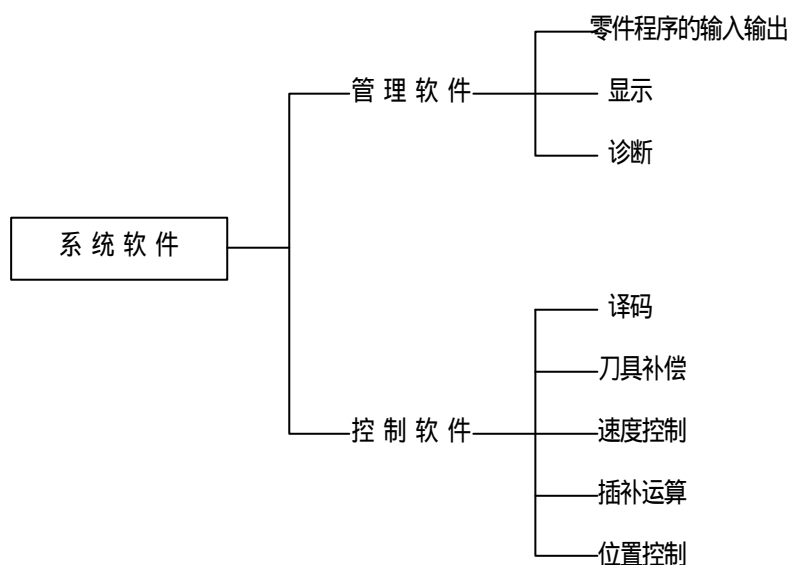 零件程序的输入输出
管理软件
显示
诊断
系统软件
译码
刀具补偿
控制软件
速度控制
插补运算
位置控制